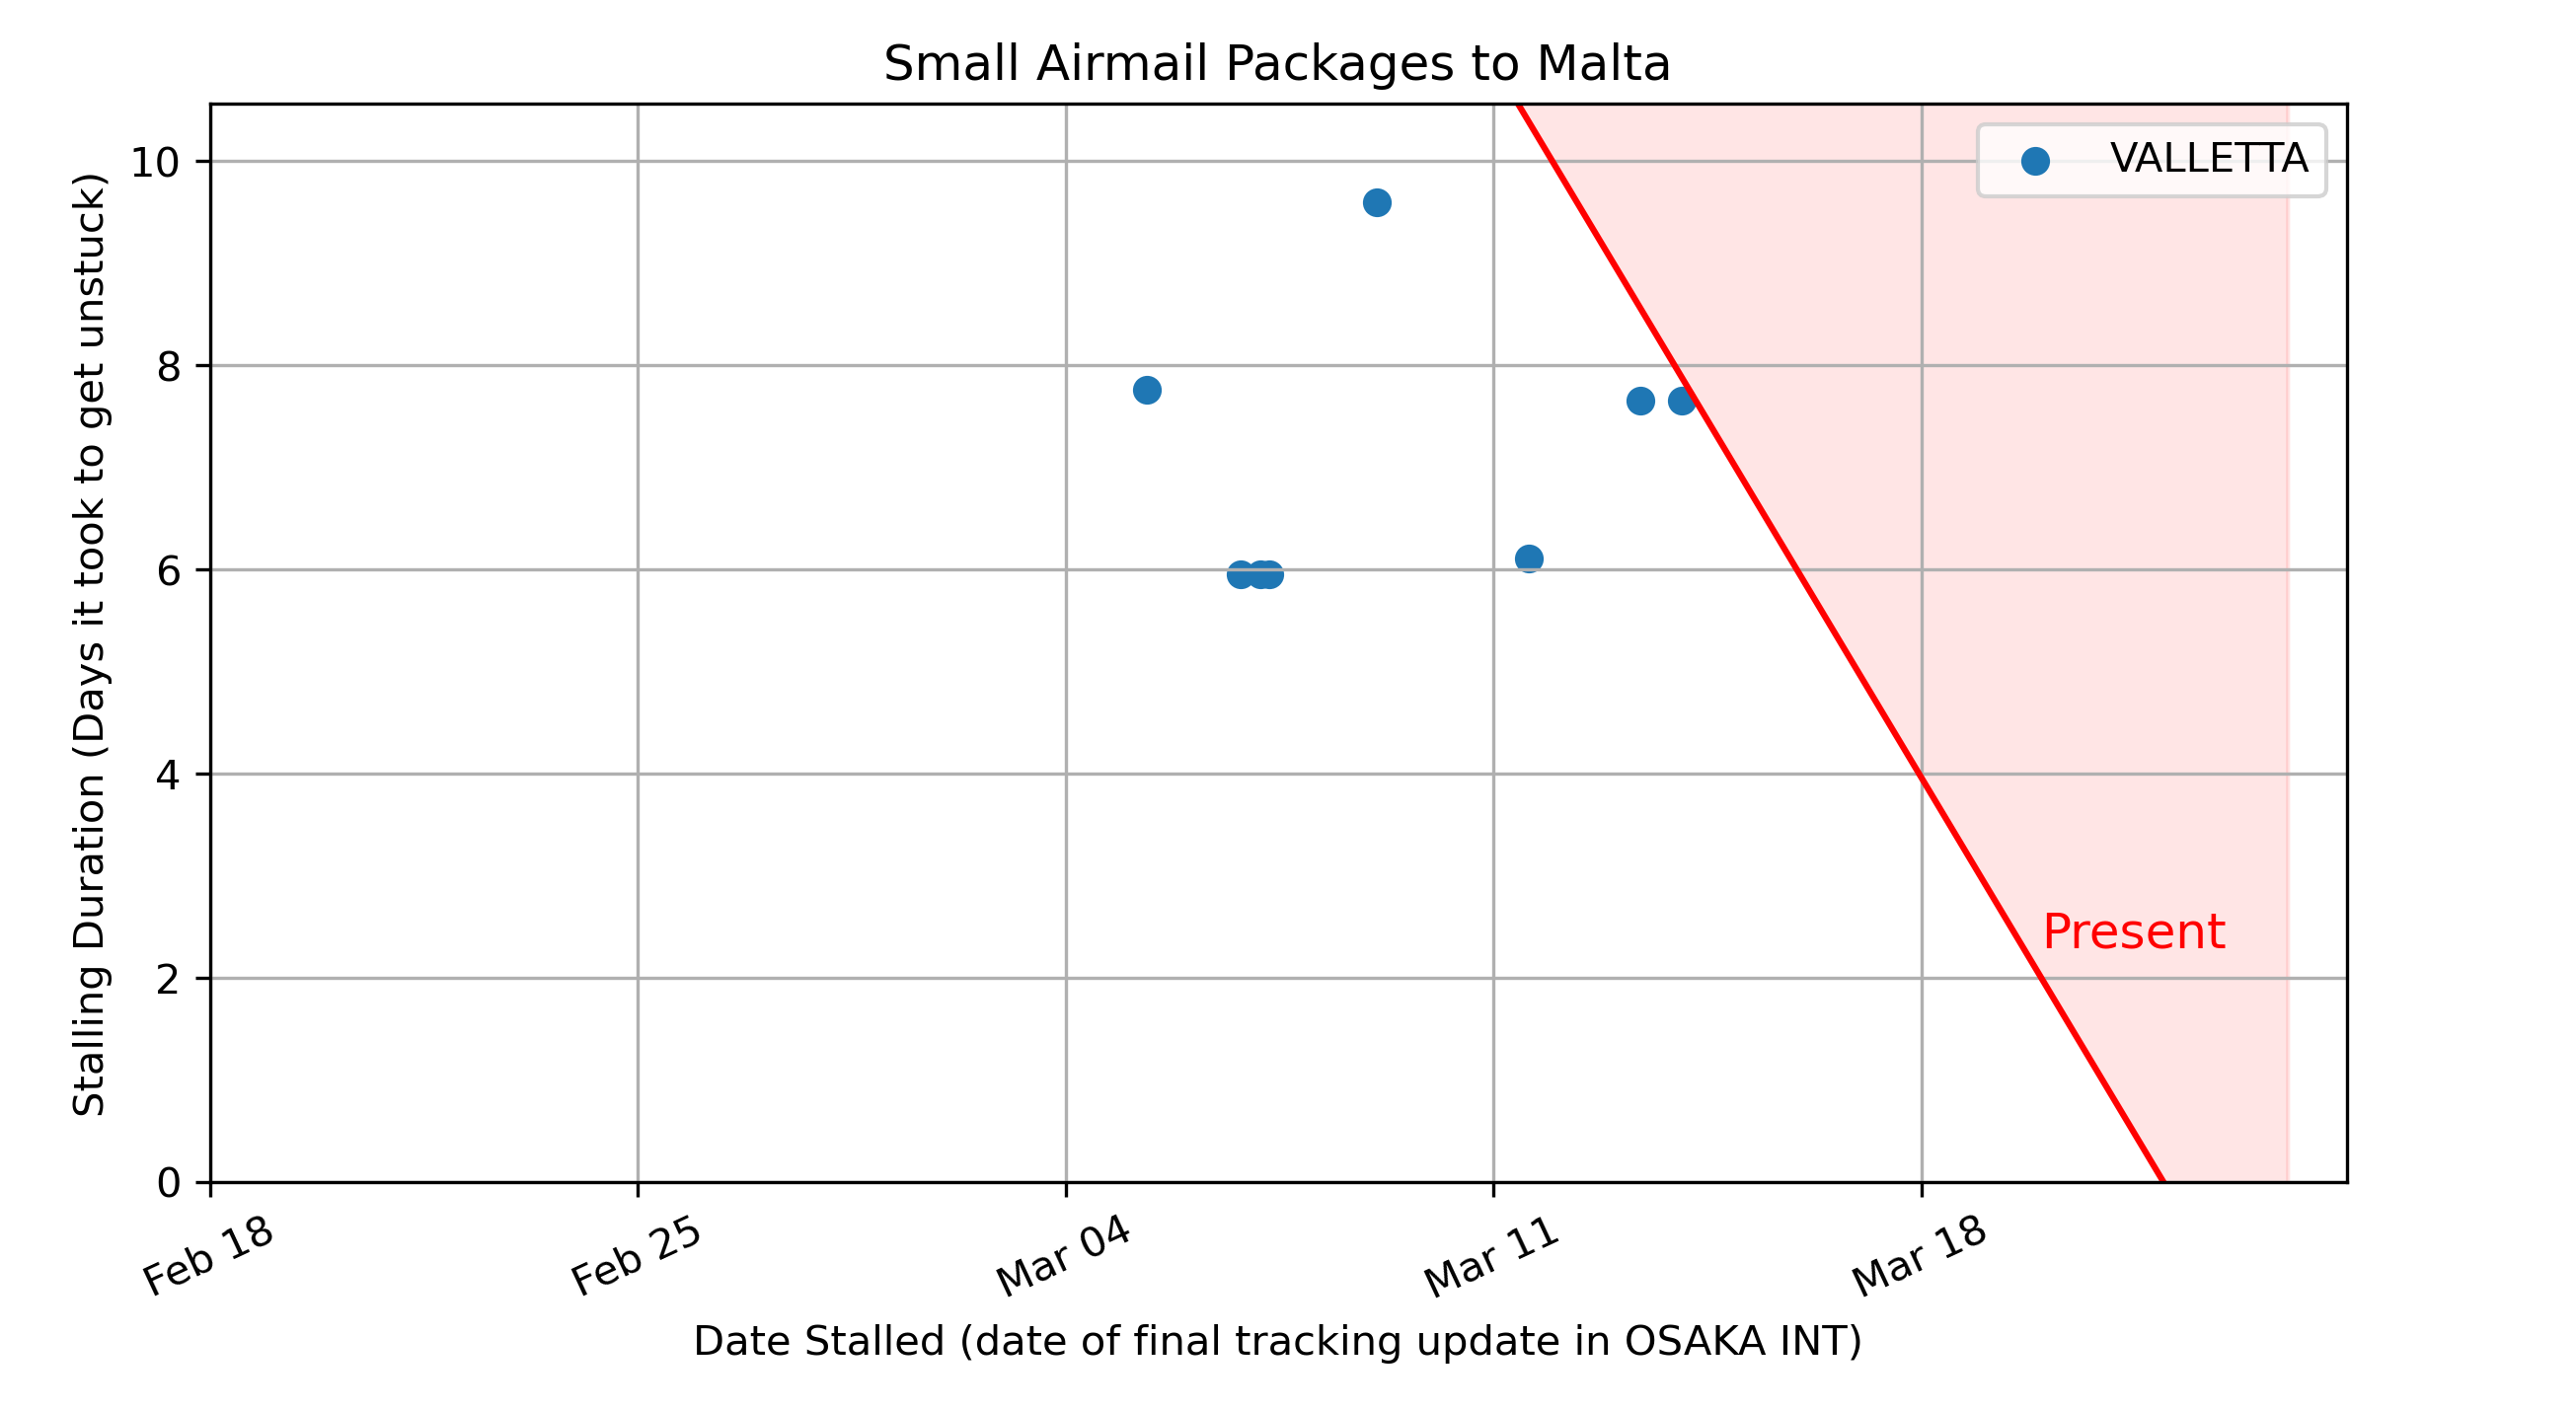 Small Airmail Packages to Malta
VALLETTA
Stalling Duration (Days it took to get unstuck)
10
8
6
4
2
0
Present
Feb 18
Feb 25
Mar 04
Mar 11
Mar 18
Date Stalled (date of final tracking update in OSAKA INT)